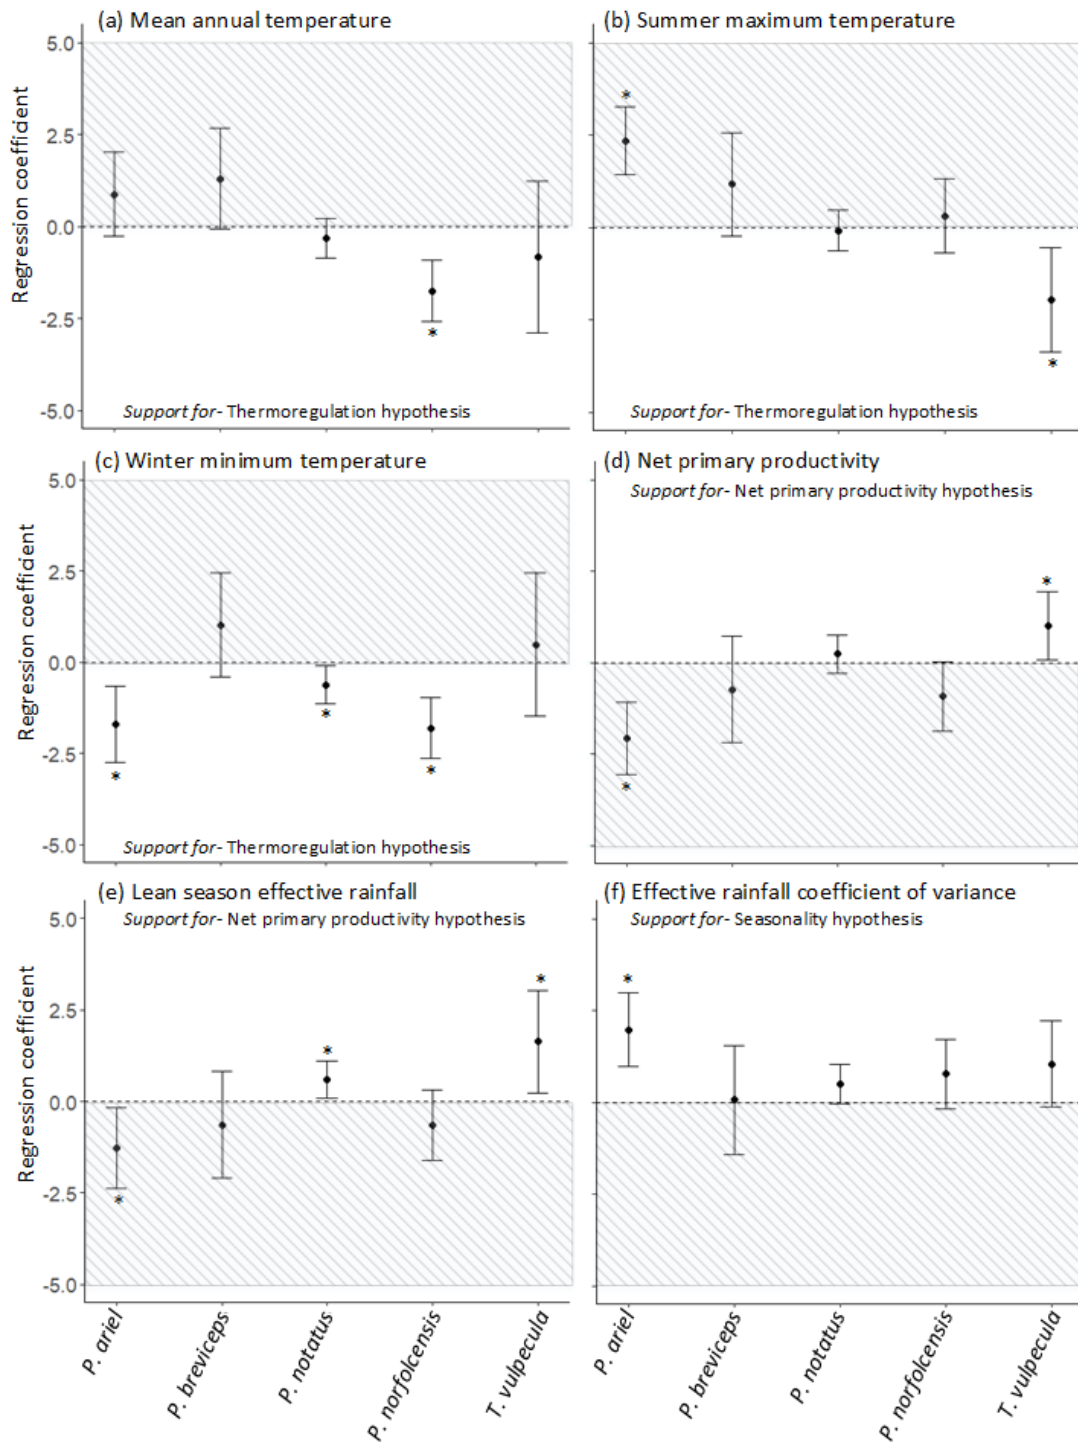 (a) Mean annual temperature
(b) Summer maximum temperature
5.0
2.5
0.0
-2.5
-5.0
Regression coeffident
*
*
*
Support for- Thermoregulation hypothesis
Support for- Thermoregulation hypothesis
(c) Winter minimum temperature
(d) Net primary productivity
Support for- Net primary productivity hypothesis
5.0
2.5
0.0
-2.5
-5.0
Regression coeffident
*
*
*
*
*
Support for- Thermoregulation hypothesis
(e) Lean season effective rainfall
(f) Effective rainfall coefficient of variance
Support for- Net primary productivity hypothesis
Support for- Seasonality hypothesis
5.0
2.5
0.0
-2.5
-5.0
Regression coeffident
*
*
*
*
P. ariel
P. breviceps
P. notatus
P. norfolcensis
T. vulpecula
P. ariel
P. breviceps
P. notatus
P. norfolcensis
T. vulpecula